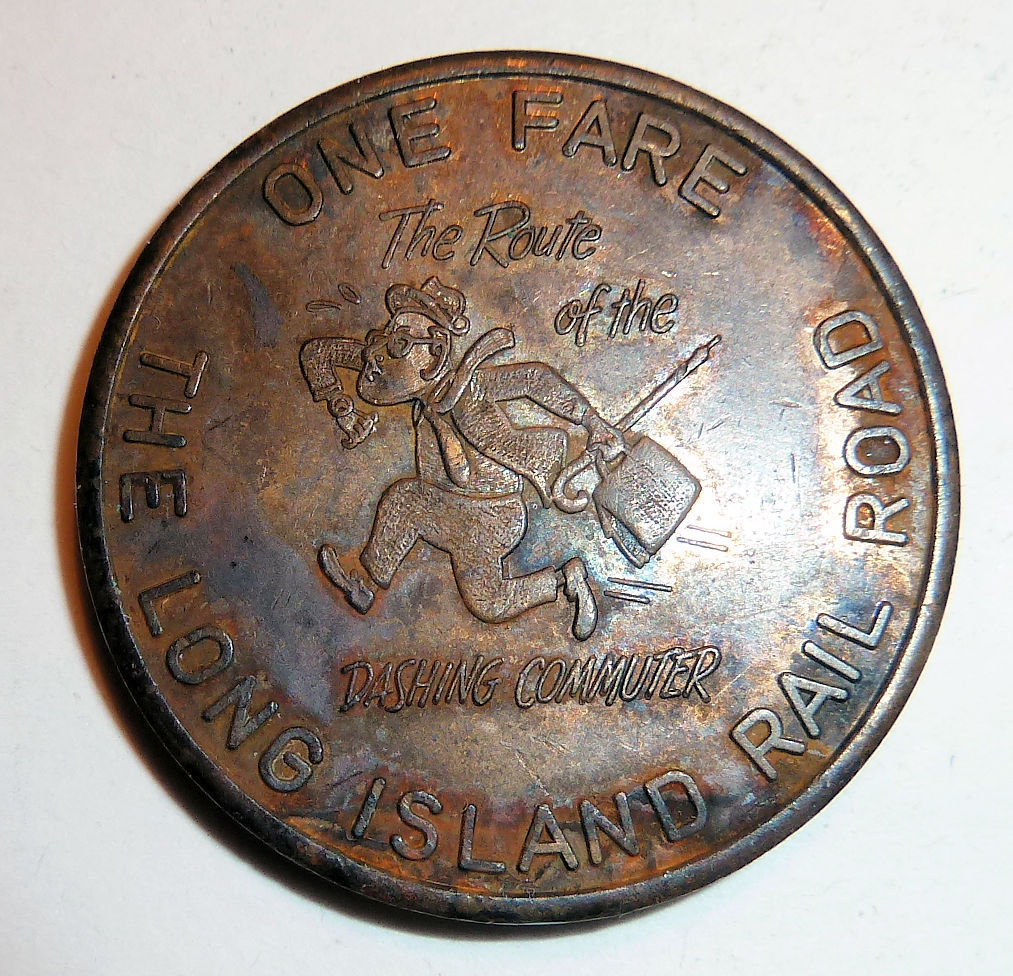 ONE FARE
The Route
of the
DASHING COMMUTER
THE LONG ISLAND RAIL ROAD